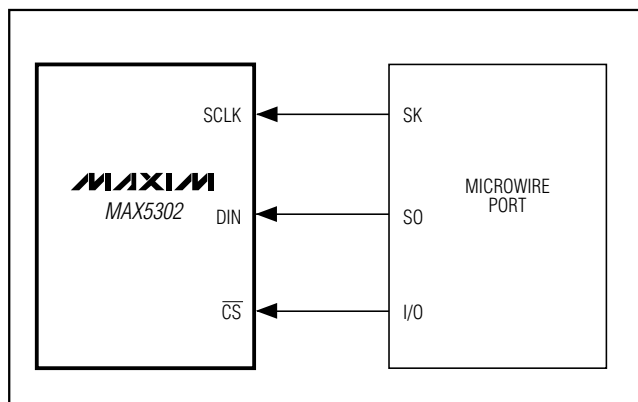 SCLK
SK
MAXIM
MAX5302
DIN
SO
MICROWIRE
PORT
CS
I/O